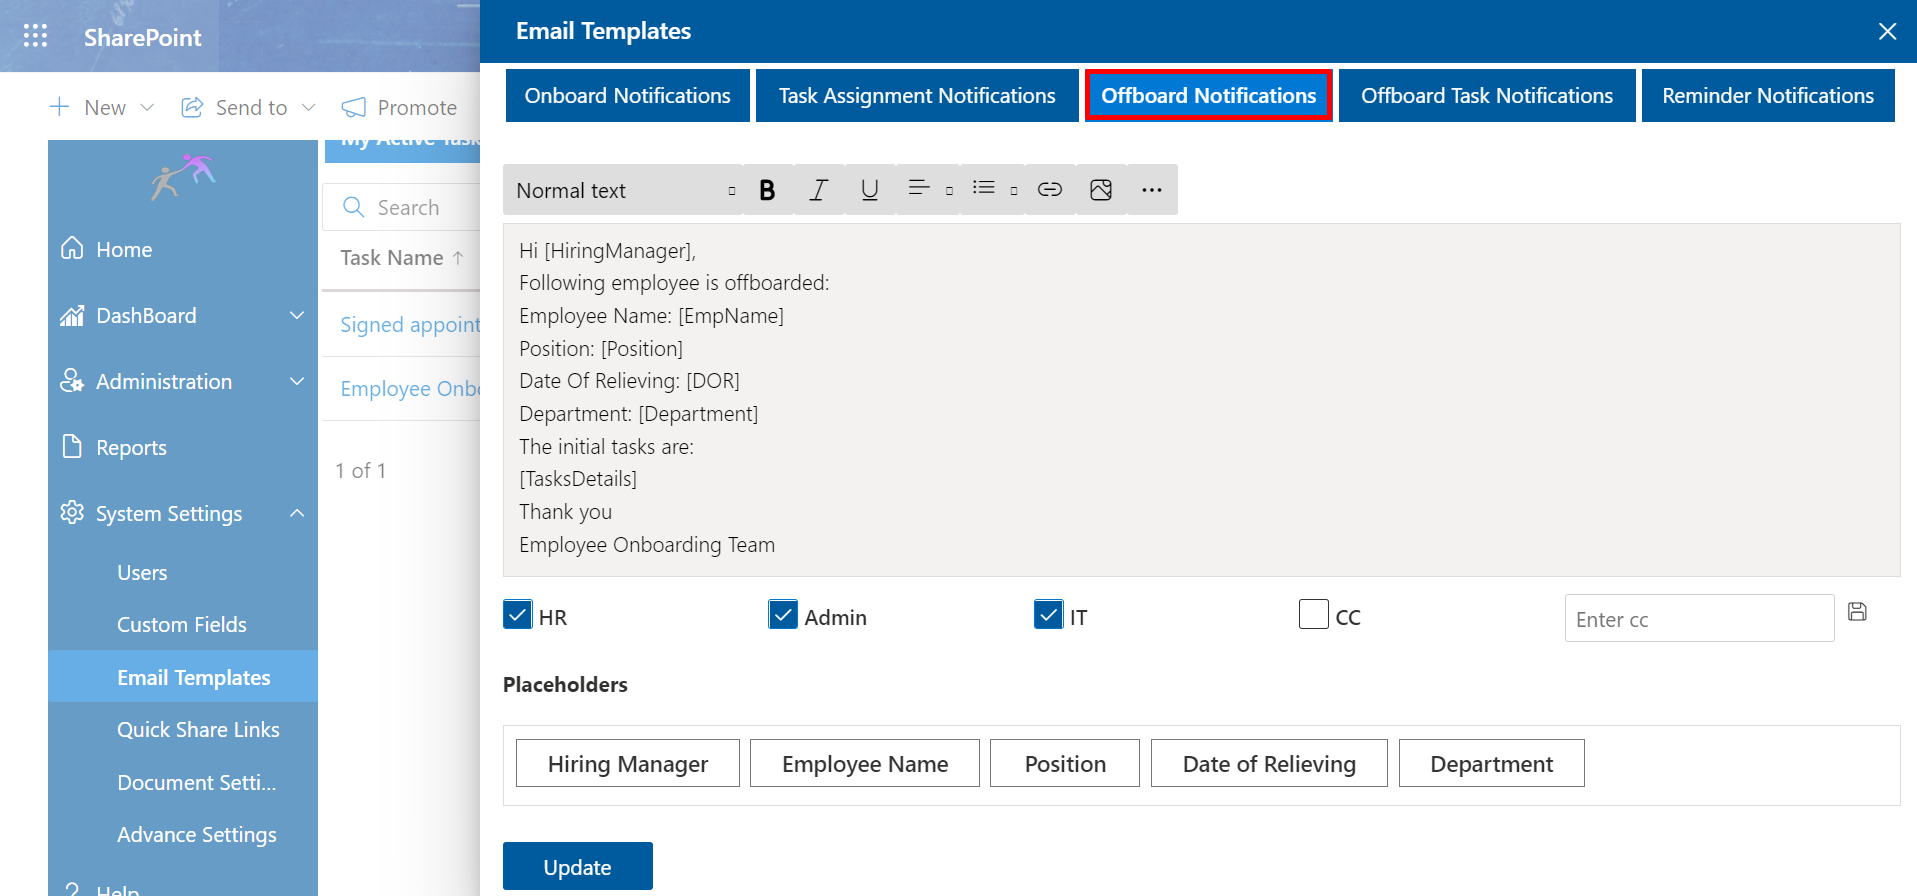 SharePoint
Email Templates
New
Send to
Promote
Onboard Notifications
Task Assignment Notifications
Offboard Notifications
Offboard Task Notifications
Reminder Notifications
My Active Task
Search
Task Name ↑
Signed appoint
Employee Onbo
1 of 1
Home
DashBoard
Administration
Reports
System Settings
Users
Custom Fields
Email Templates
Quick Share Links
Document Setti...
Advance Settings
Help
Normal text
B I U
Hi [HiringManager],
Following employee is offboarded:
Employee Name: [EmpName]
Position: [Position]
Date Of Relieving: [DOR]
Department: [Department]
The initial tasks are:
[TasksDetails]
Thank you
Employee Onboarding Team
HR
Admin
IT
CC
Enter cc
Placeholders
Hiring Manager
Employee Name
Position
Date of Relieving
Department
Update